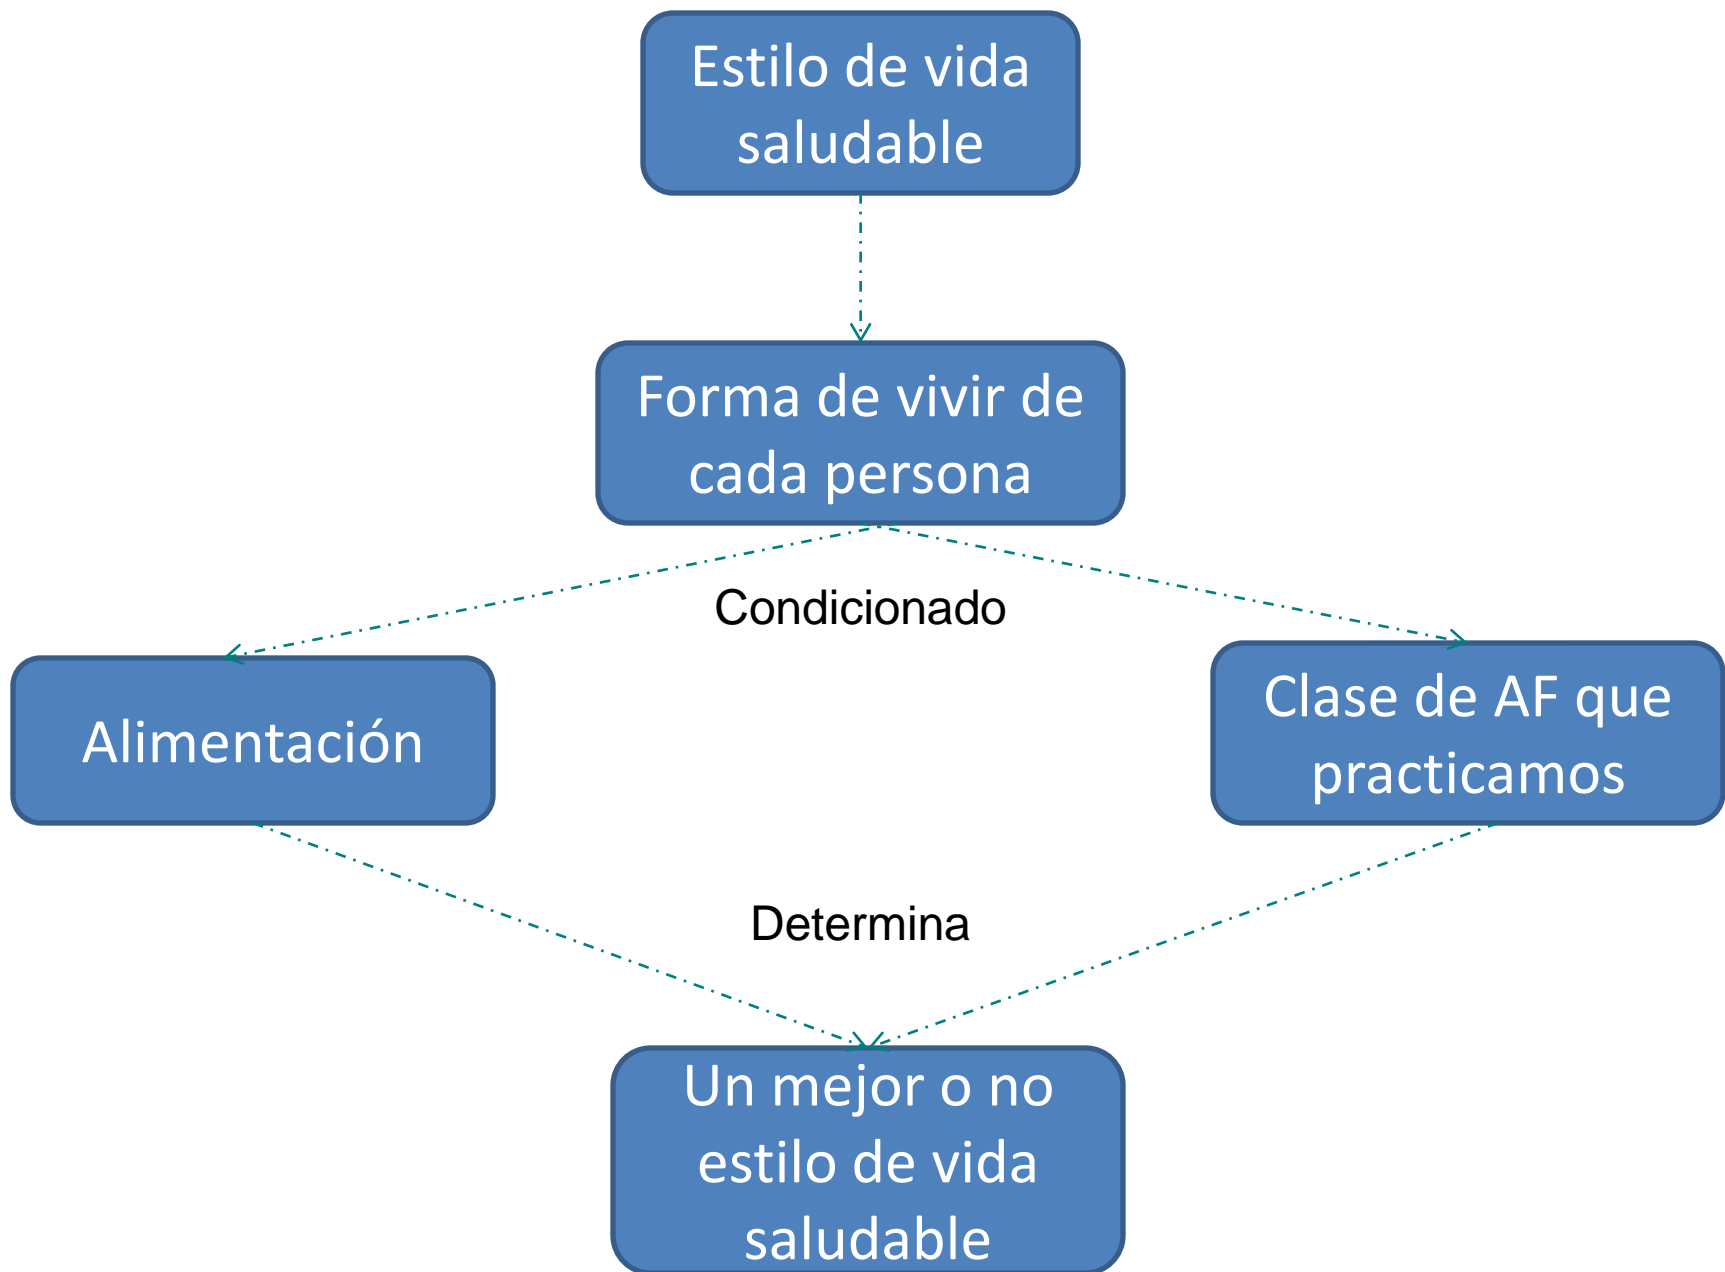 Estilo de vida
saludable
Forma de vivir de
cada persona
Condicionado
Alimentación
Clase de AF que
practicamos
Determina
Un mejor o no
estilo de vida
saludable